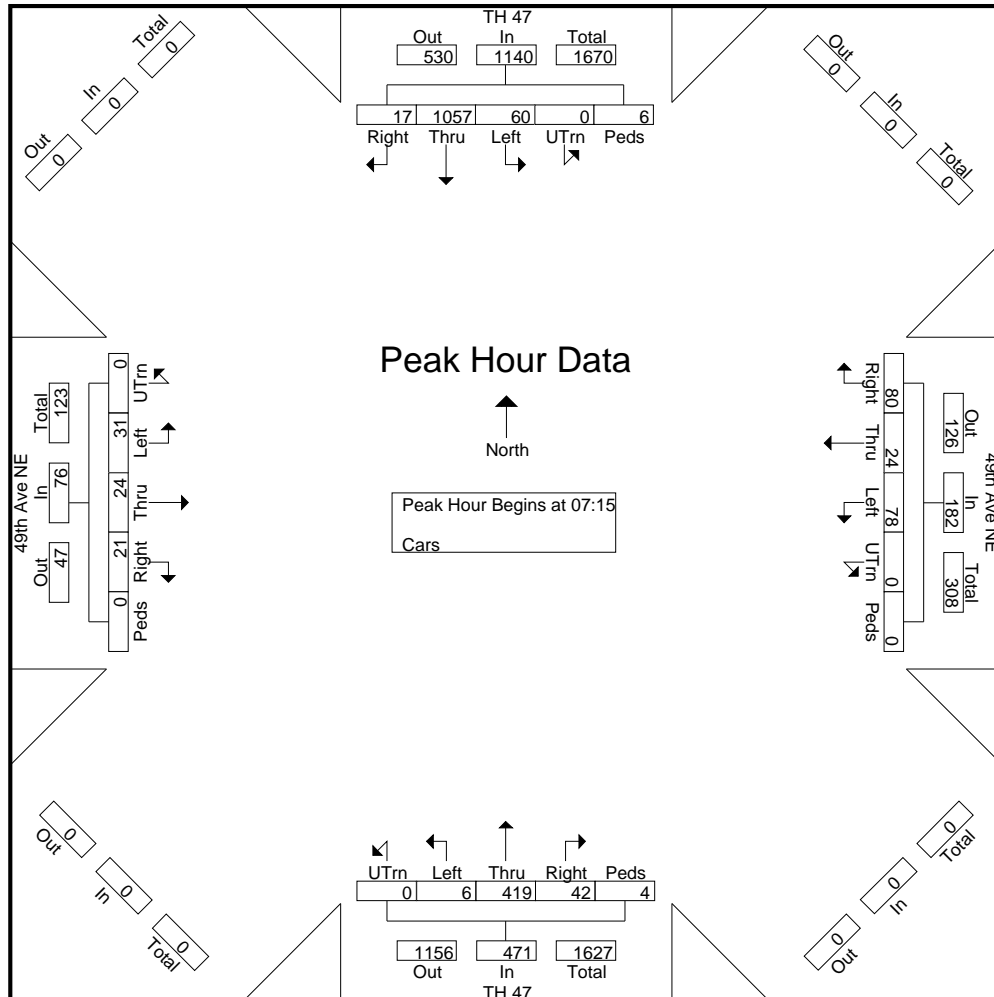 TH 47
Out In Total
530 1140 1670
17 1057 60 0 6
Right Thru Left UTrn Peds
Total 0
In 0
Out 0
Out 0
In 0
Total 0
Peak Hour Data
North
Peak Hour Begins at 07:15
Cars
49th Ave NE
Total In Out
123 76 47
0 31 24 21 0
UTrn Left Thru Right Peds
49th Ave NE
Out In Total
126 182 308
80 24 78 0 0
Right Thru Left UTrn Peds
Out 0
In 0
Total 0
Total 0
In 0
Out 0
UTrn Left Thru Right Peds
0 6 419 42 4
1156 471 1627
Out In Total
TH 47